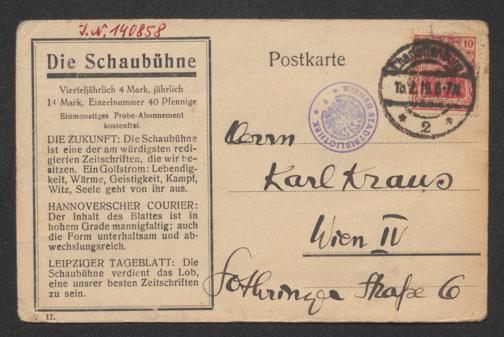 I.N. 140858
Die Schaubühne
Vierteljährlich 4 Mark, jährlich
14 Mark, Einzelnummer 40 Pfennige
Einmonatiges Probe-Abonnement
kostenfrei.
DIE ZUKUNFT: Die Schaubühne
ist eine der am würdigsten redi-
gierten Zeitschriften, die wir be-
sitzen. Ein Golfstrom: Lebendig-
keit, Wärme, Geistigkeit, Kampf,
Witz, Seele geht von ihr aus.
HANNOVERSCHER COURIER:
Der Inhalt des Blattes ist in
hohem Grade mannigfaltig; auch
die Form unterhaltsam und ab-
wechslungsreich.
LEIPZIGER TAGEBLATT: Die
Schaubühne verdient das Lob,
eine unsrer besten Zeitschriften
zu sein.
17.
Postkarte
10
Charlottenburg
2
WIENER STADTBIBLIOTHEK
Herrn
Karl Kraus
Wien IV
Lothringer Straße 6